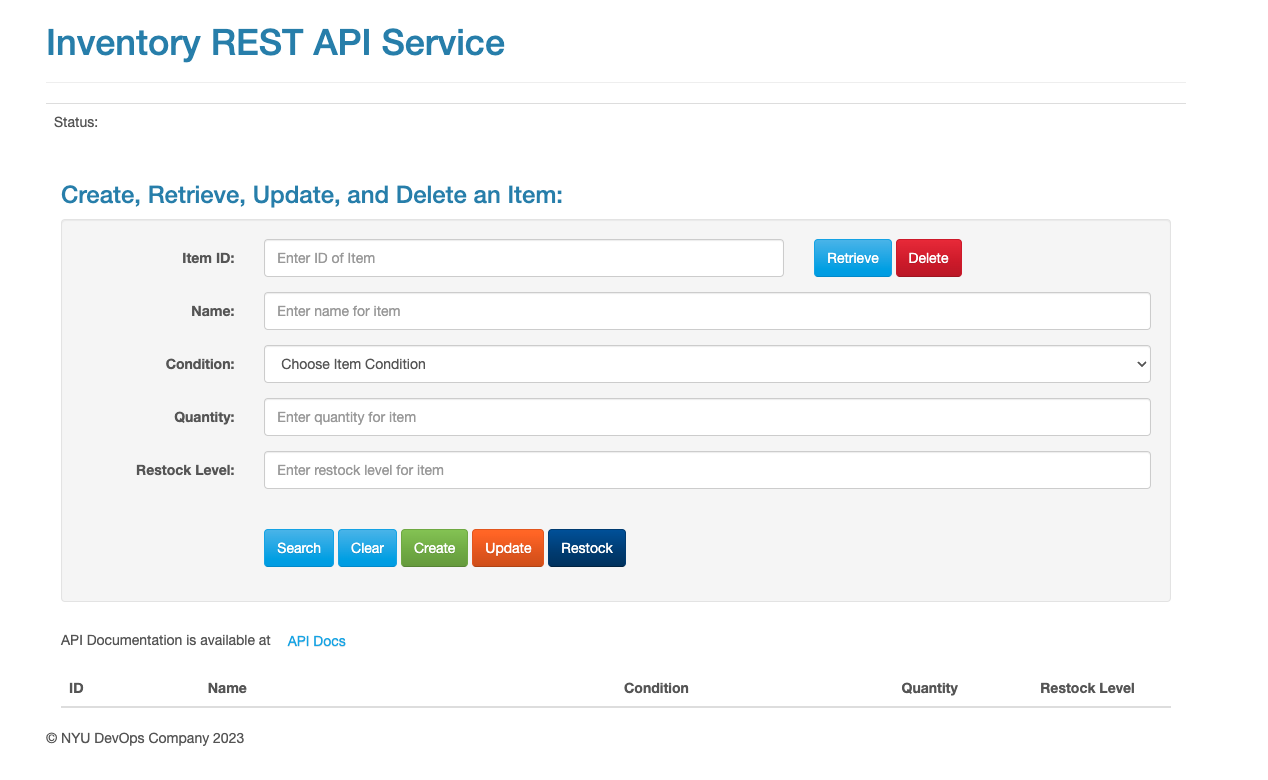 Inventory REST API Service
Status:
Create, Retrieve, Update, and Delete an Item:
Item ID: Enter ID of Item Retrieve Delete
Name: Enter name for item
Condition: Choose Item Condition
Quantity: Enter quantity for item
Restock Level: Enter restock level for item
Search Clear Create Update Restock
API Documentation is available at API Docs
ID Name Condition Quantity Restock Level
© NYU DevOps Company 2023